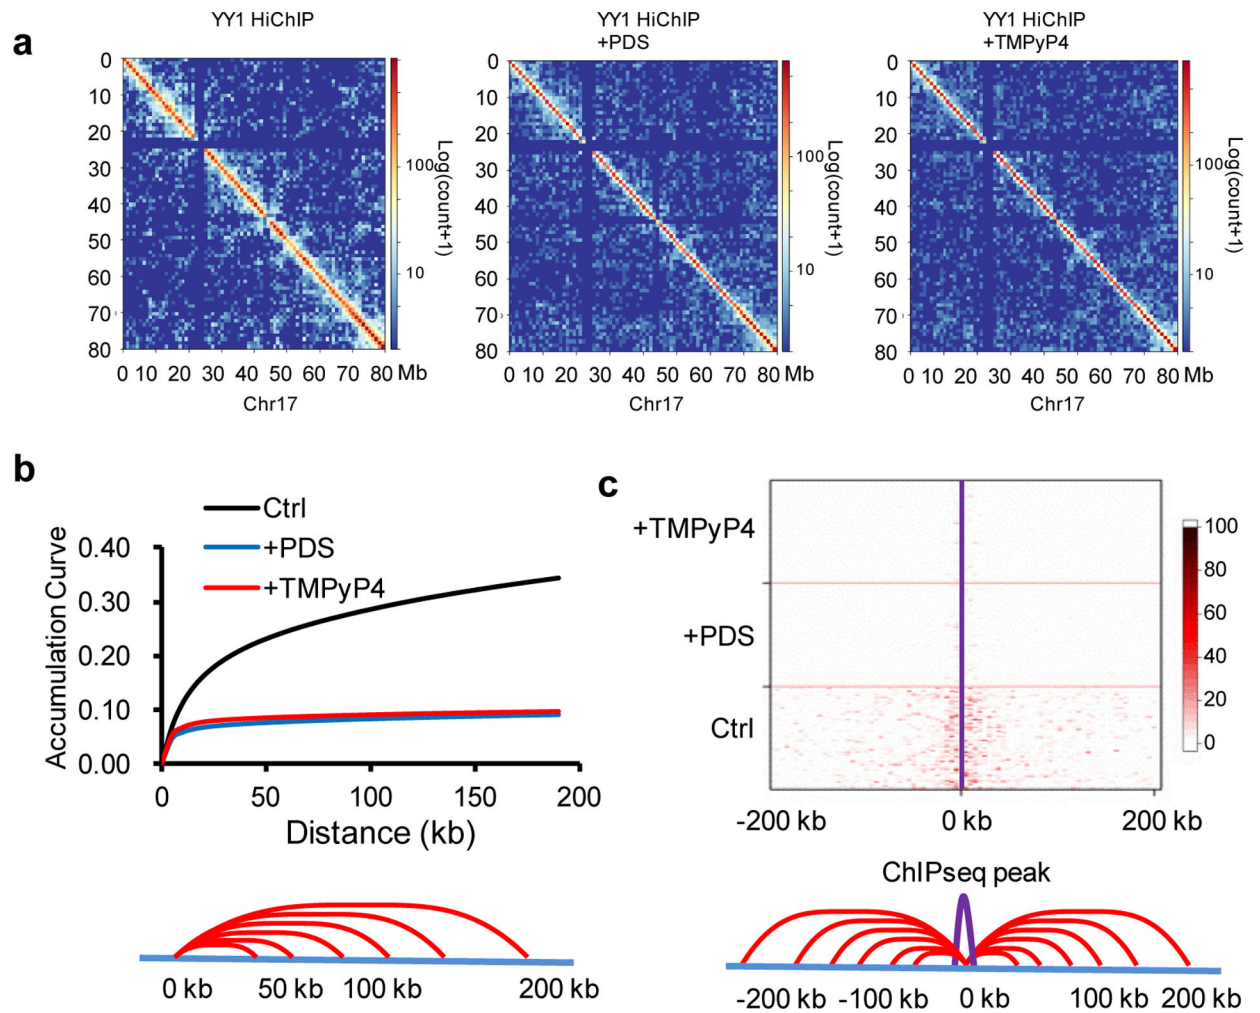 a
YY1 HiChIP
0
10
20
30
40
50
60
70
80
0 10 20 30 40 50 60 70 80 Mb
Chr17
100
10
Log(count+1)
YY1 HiChIP
+PDS
0
10
20
30
40
50
60
70
80
0 10 20 30 40 50 60 70 80 Mb
Chr17
100
10
Log(count+1)
YY1 HiChIP
+TMPyP4
0
10
20
30
40
50
60
70
80
0 10 20 30 40 50 60 70 80 Mb
Chr17
100
10
Log(count+1)
b
Ctrl
+PDS
+TMPyP4
Accumulation Curve
0.40
0.30
0.20
0.10
0.00
0 50 100 150 200
Distance (kb)
0 kb 50 kb 100 kb 200 kb
c
+TMPyP4
+PDS
Ctrl
100
80
60
40
20
0
-200 kb 0 kb 200 kb
ChIPseq peak
-200 kb -100 kb 0 kb 100 kb 200 kb